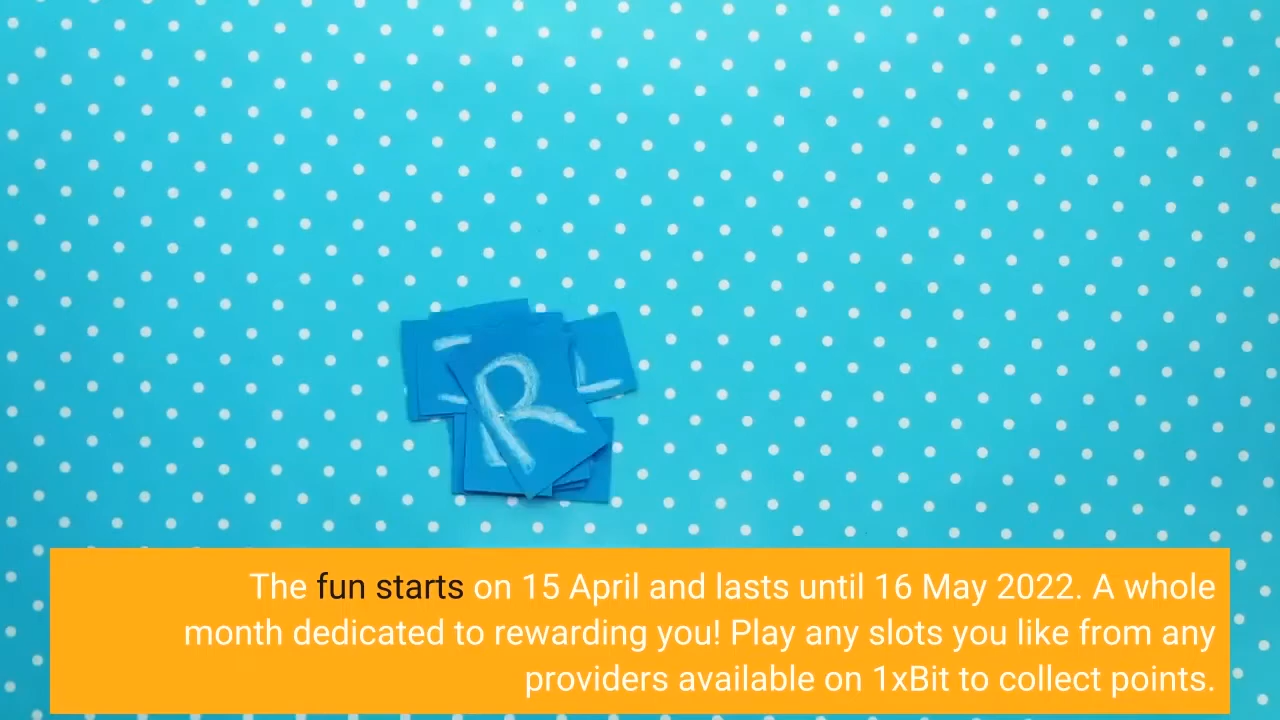 R
L
The fun starts on 15 April and lasts until 16 May 2022. A whole
month dedicated to rewarding you! Play any slots you like from any
providers available on 1xBit to collect points.